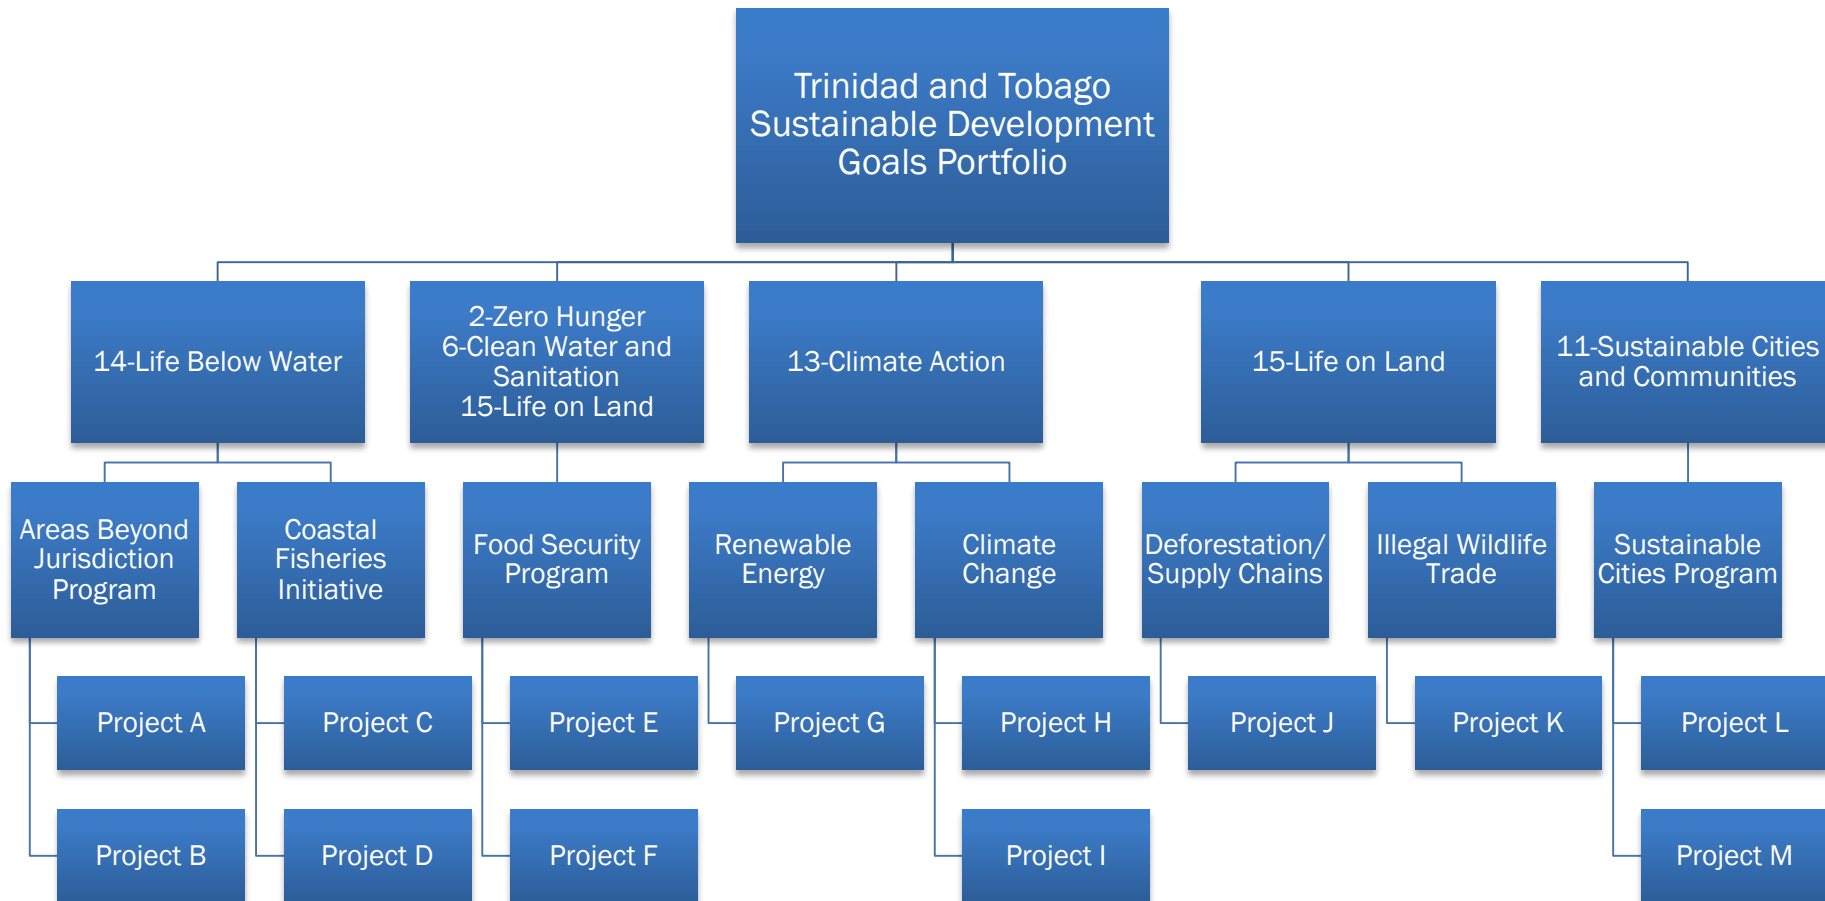 Trinidad and Tobago
Sustainable Development
Goals Portfolio
14-Life Below Water
2-Zero Hunger
6-Clean Water and
Sanitation
15-Life on Land
13-Climate Action
15-Life on Land
11-Sustainable Cities
and Communities
Areas Beyond
Jurisdiction
Program
Coastal
Fisheries
Initiative
Food Security
Program
Renewable
Energy
Climate
Change
Deforestation/
Supply Chains
Illegal Wildlife
Trade
Sustainable
Cities Program
Project A
Project C
Project E
Project G
Project H
Project J
Project K
Project L
Project B
Project D
Project F
Project I
Project M